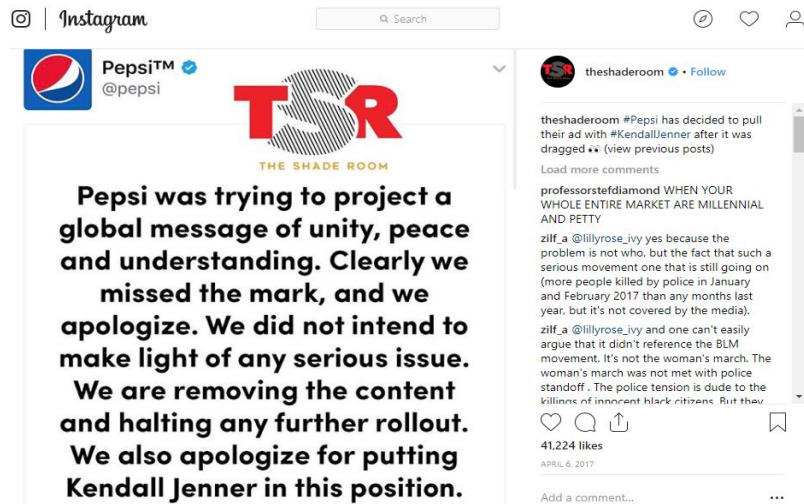 Instagram
Search
Pepsi™
@pepsi
TSR
THE SHADE ROOM
Pepsi was trying to project a
global message of unity, peace
and understanding. Clearly we
missed the mark, and we
apologize. We did not intend to
make light of any serious issue.
We are removing the content
and halting any further rollout.
We also apologize for putting
Kendall Jenner in this position.
TSR
theshaderoom • Follow
theshaderoom #Pepsi has decided to pull
their ad with #KendallJenner after it was
dragged 👀 (view previous posts)
Load more comments
professorstefdiamond WHEN YOUR
WHOLE ENTIRE MARKET ARE MILLENNIAL
AND PETTY
zilf_a @lillyrose_ivy yes because the
problem is not who, but the fact that such a
serious movement one that is still going on
(more people killed by police in January
and February 2017 than any months last
year, but it's not covered by the media).
zilf_a @lillyrose_ivy and one can't easily
argue that it didn't reference the BLM
movement. It's not the woman's march. The
woman's march was not met with police
standoff . The police tension is dude to the
killings of innocent black citizens. But they
41,224 likes
APRIL 6, 2017
Add a comment...